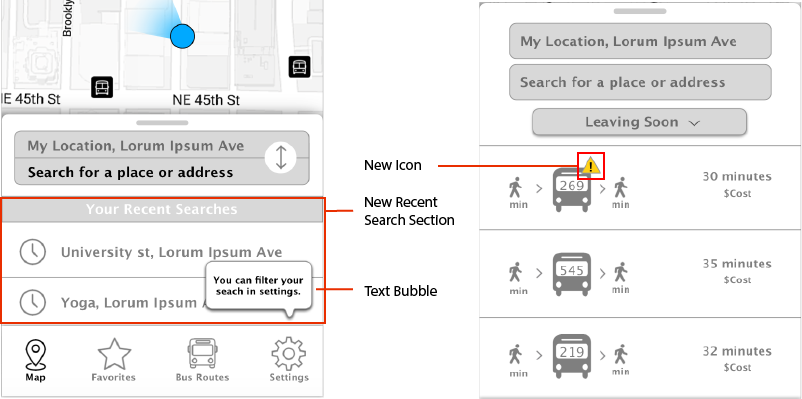 Brooklyn
NE 45th St
NE 45th St
My Location, Lorum Ipsum Ave
Search for a place or address
Your Recent Searches
University st, Lorum Ipsum Ave
Yoga, Lorum Ipsum
You can filter your
seach in settings.
Map
Favorites
Bus Routes
Settings
New Icon
New Recent
Search Section
Text Bubble
My Location, Lorum Ipsum Ave
Search for a place or address
Leaving Soon
269
min
min
30 minutes
$Cost
545
min
min
35 minutes
$Cost
219
min
min
32 minutes
$Cost